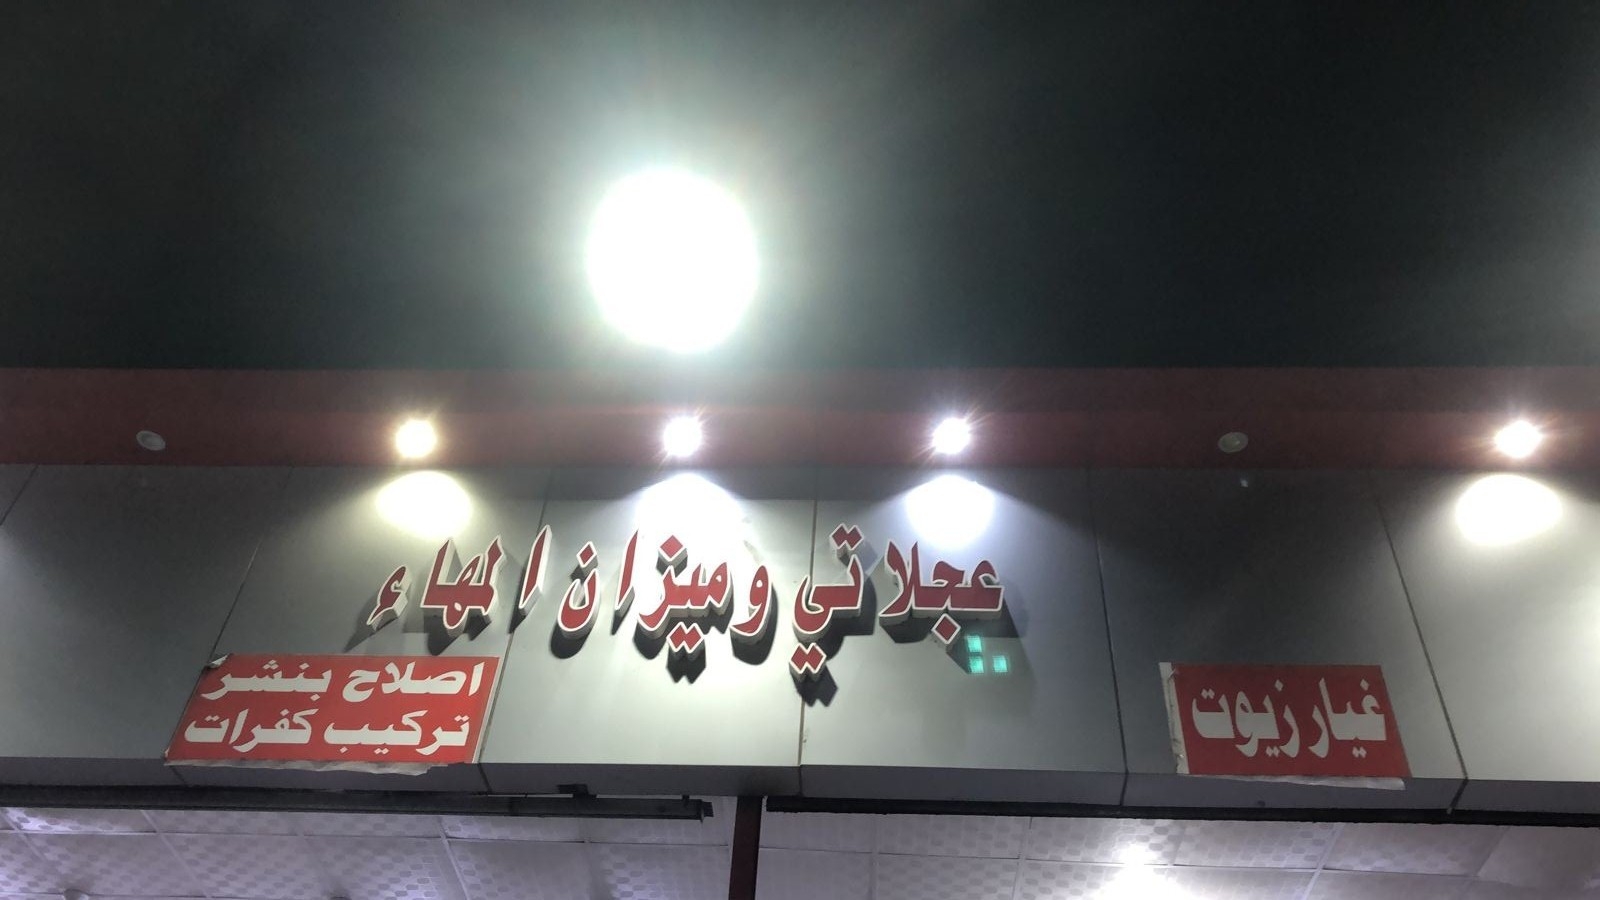 عجلاتي وميزان المهاء
غيار زيوت
اصلاح بنشر
تركيب كفرات